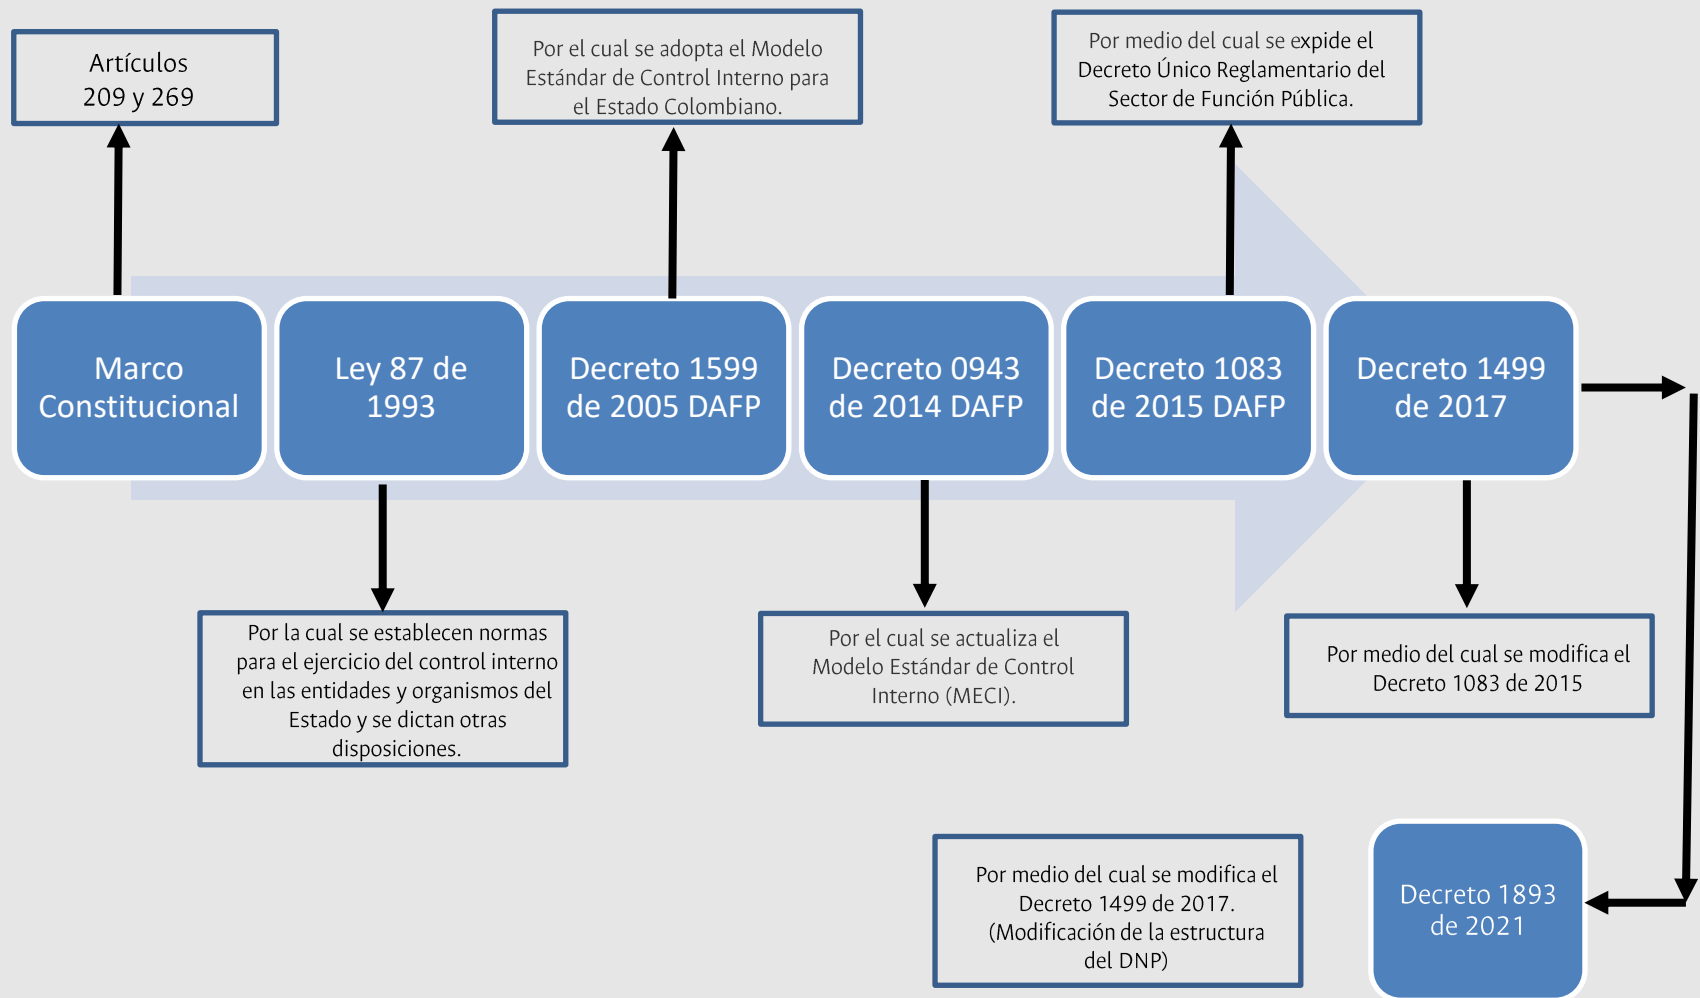 Artículos
209 y 269
Por el cual se adopta el Modelo
Estándar de Control Interno para
el Estado Colombiano.
Por medio del cual se expide el
Decreto Único Reglamentario del
Sector de Función Pública.
Marco
Constitucional
Ley 87 de
1993
Decreto 1599
de 2005 DAFP
Decreto 0943
de 2014 DAFP
Decreto 1083
de 2015 DAFP
Decreto 1499
de 2017
Por la cual se establecen normas
para el ejercicio del control interno
en las entidades y organismos del
Estado y se dictan otras
disposiciones.
Por el cual se actualiza el
Modelo Estándar de Control
Interno (MECI).
Por medio del cual se modifica el
Decreto 1083 de 2015
Por medio del cual se modifica el
Decreto 1499 de 2017.
(Modificación de la estructura
del DNP)
Decreto 1893
de 2021